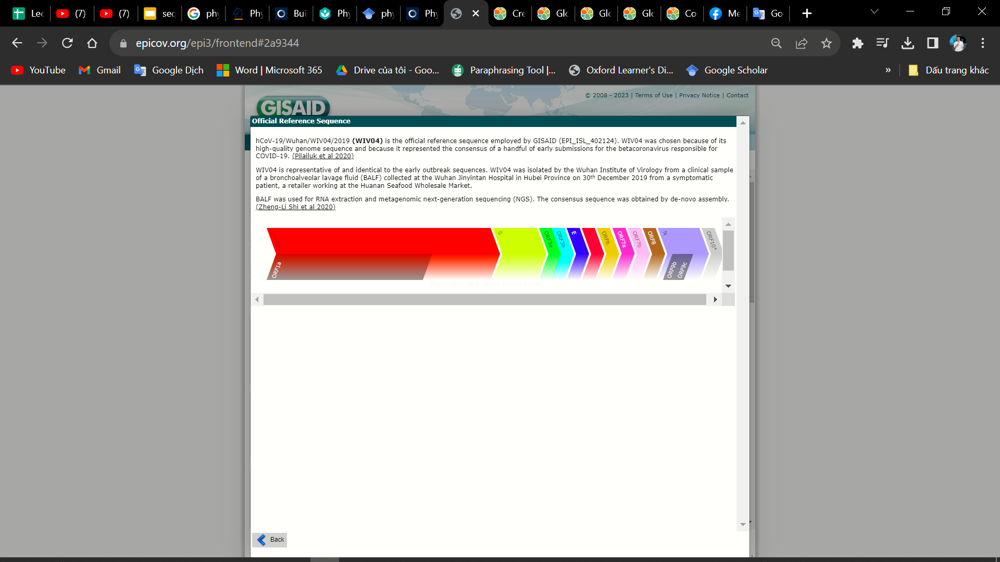 Lec
(7)
(7)
seq
phy
Phy
Bui
Phy
phy
Phy
Cre
Glo
Glo
Glo
Co
Me
Go
epicov.org/epi3/frontend#2a9344
YouTube
Gmail
Google Dịch
Word | Microsoft 365
Drive của tôi - Goo...
Paraphrasing Tool |...
Oxford Learner's Di...
Google Scholar
»
Dấu trang khác
© 2008 - 2023 | Terms of Use | Privacy Notice | Contact
GISAID
Official Reference Sequence
hCoV-19/Wuhan/WIV04/2019 (WIV04) is the official reference sequence employed by GISAID (EPI_ISL_402124). WIV04 was chosen because of its
high-quality genome sequence and because it represented the consensus of a handful of early submissions for the betacoronavirus responsible for
COVID-19. (Pilailuk et al 2020)
WIV04 is representative of and identical to the early outbreak sequences. WIV04 was isolated by the Wuhan Institute of Virology from a clinical sample
of a bronchoalveolar lavage fluid (BALF) collected at the Wuhan Jinyintan Hospital in Hubei Province on 30th December 2019 from a symptomatic
patient, a retailer working at the Huanan Seafood Wholesale Market.
BALF was used for RNA extraction and metagenomic next-generation sequencing (NGS). The consensus sequence was obtained by de-novo assembly.
(Zheng-Li Shi et al 2020)
S
ORF3a
ORF3b
E
ORF6
ORF7a
ORF7b
ORF8
N
ORF10*
ORF1a
ORF9b
ORF9c
Back